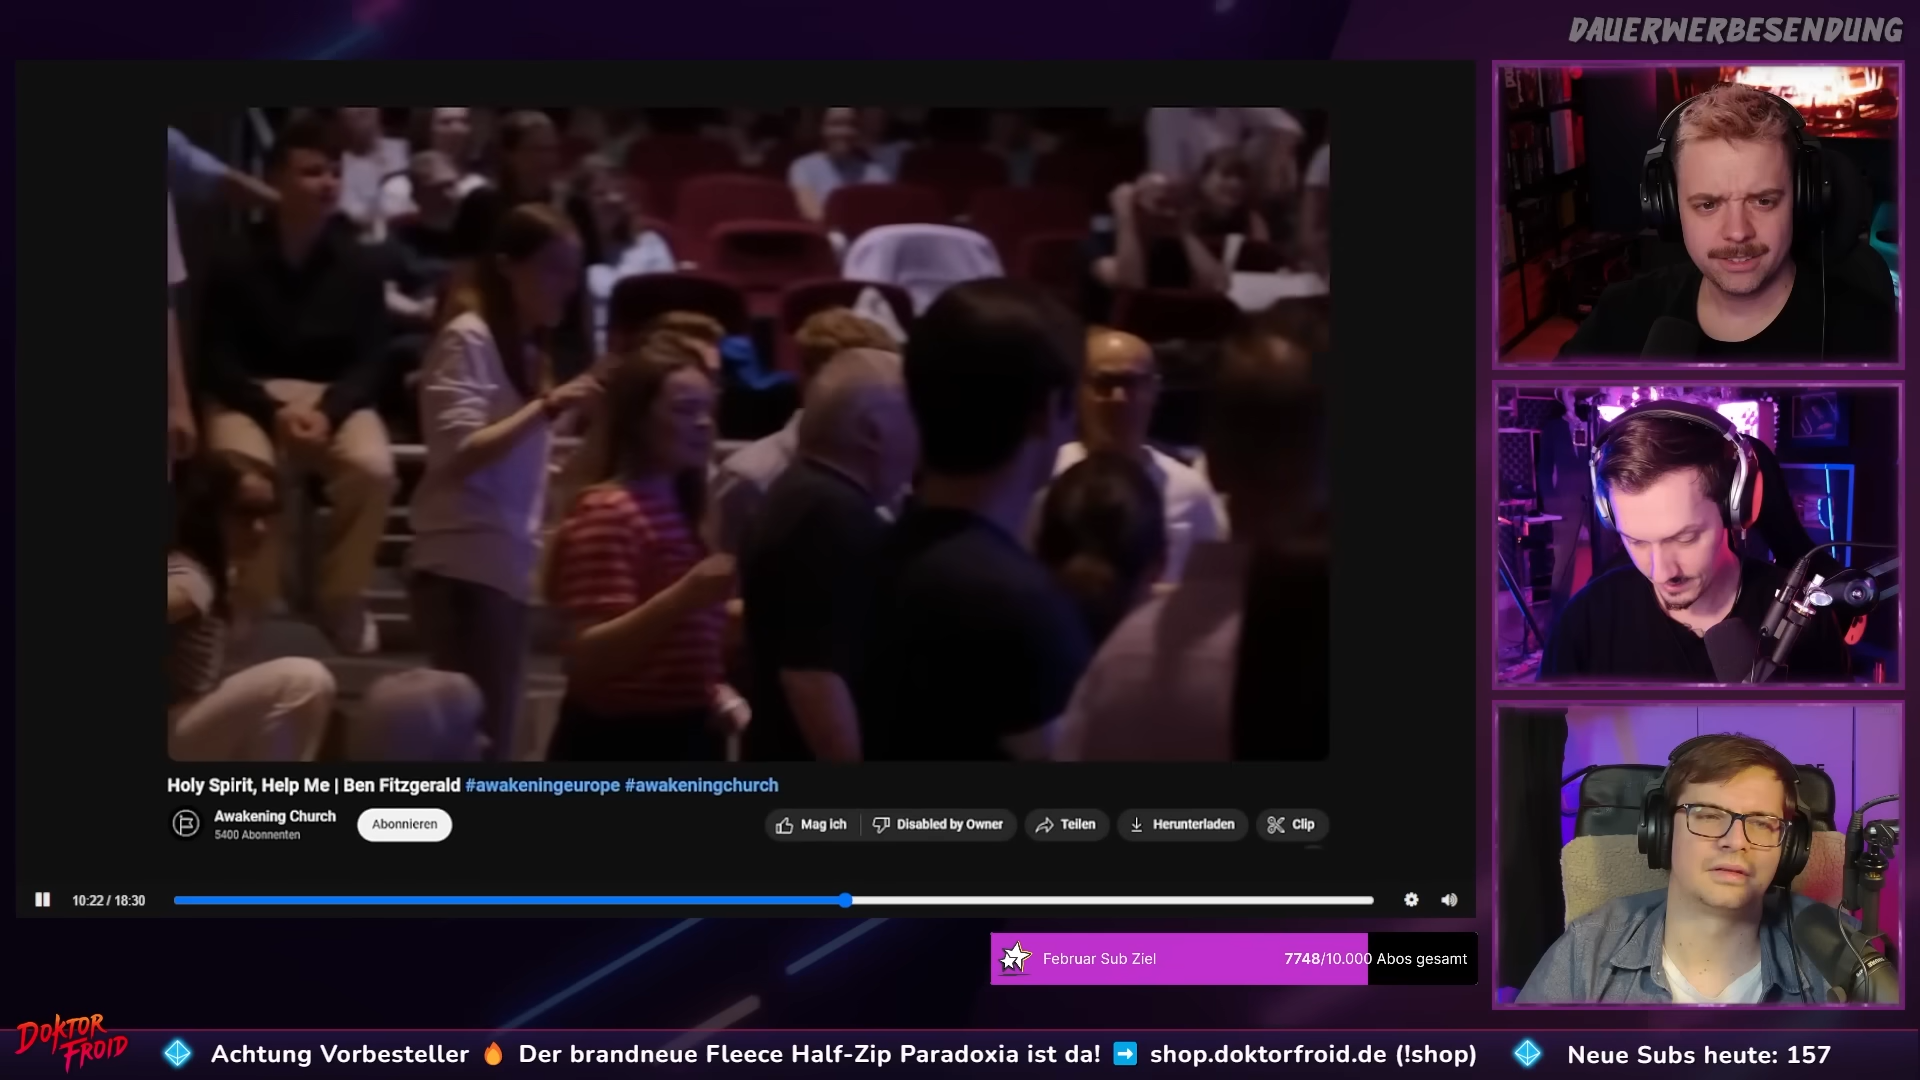 DAUERWERBESENDUNG
Holy Spirit, Help Me | Ben Fitzgerald #awakeningeurope #awakeningchurch
Awakening Church
5400 Abonnenten
Abonnieren
Mag ich
Disabled by Owner
Teilen
Herunterladen
Clip
10:22 / 18:30
Februar Sub Ziel
7748/10.000 Abos gesamt
DOKTOR
FROID
Achtung Vorbesteller 🔥 Der brandneue Fleece Half-Zip Paradoxia ist da! ➡️ shop.doktorfroid.de (!shop)
Neue Subs heute: 157